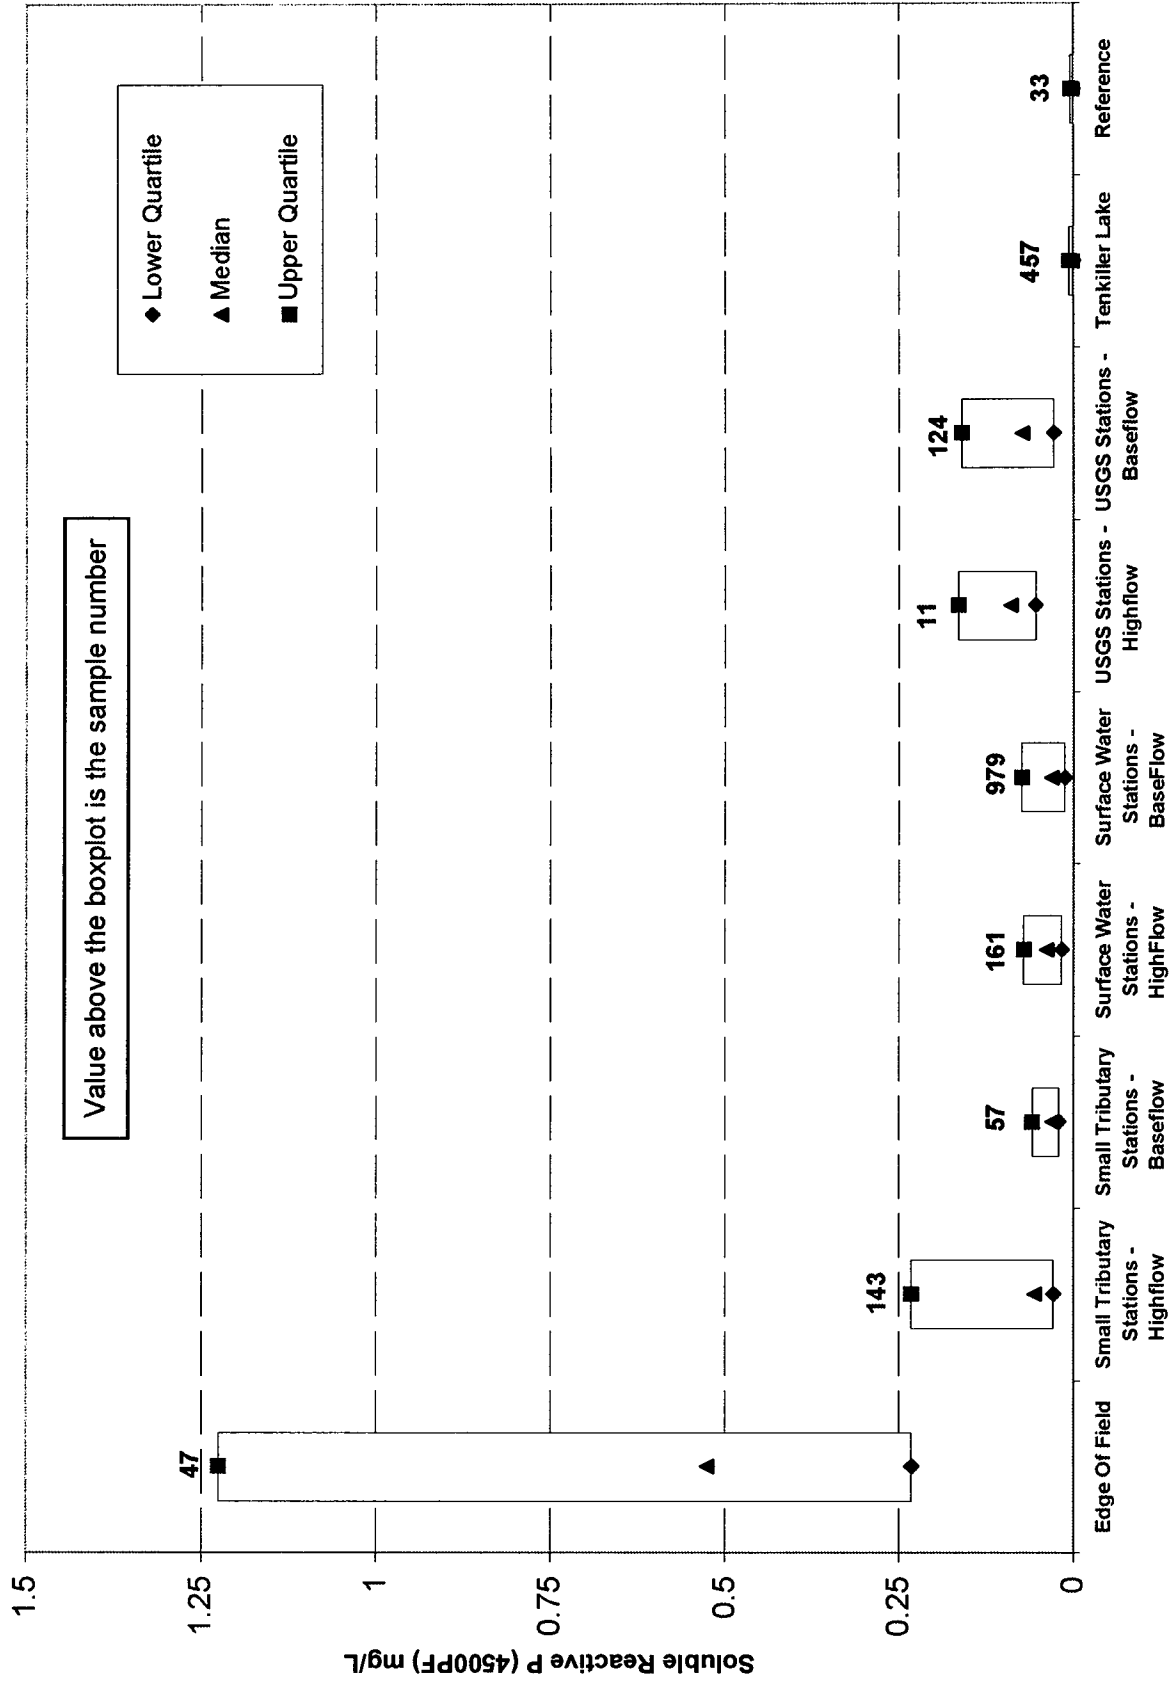 Value above the boxplot is the sample number
Lower Quartile
Median
Upper Quartile
Soluble Reactive P (4500PF) mg/L
1.5
1.25
1
0.75
0.5
0.25
0
47
143
57
161
979
11
124
457
33
Edge Of Field
Small Tributary
Stations -
Highflow
Small Tributary
Stations -
Baseflow
Surface Water
Stations -
HighFlow
Surface Water
Stations -
BaseFlow
USGS Stations -
Highflow
USGS Stations -
Baseflow
Tenkiller Lake
Reference